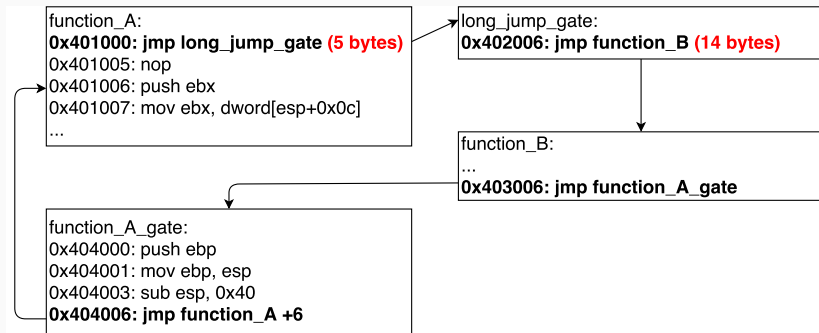 function_A:
0x401000: jmp long_jump_gate (5 bytes)
0x401005: nop
0x401006: push ebx
0x401007: mov ebx, dword[esp+0x0c]
...
long_jump_gate:
0x402006: jmp function_B (14 bytes)
function_B:
...
0x403006: jmp function_A_gate
function_A_gate:
0x404000: push ebp
0x404001: mov ebp, esp
0x404003: sub esp, 0x40
0x404006: jmp function_A +6